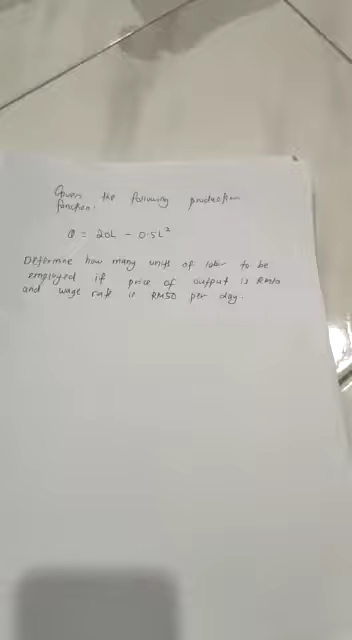 Given the following production
function.
Q = 20L - 0.5L²
Determine how many units of labor to be
employed if price of output is RM10
and wage rate is RM50 per day.